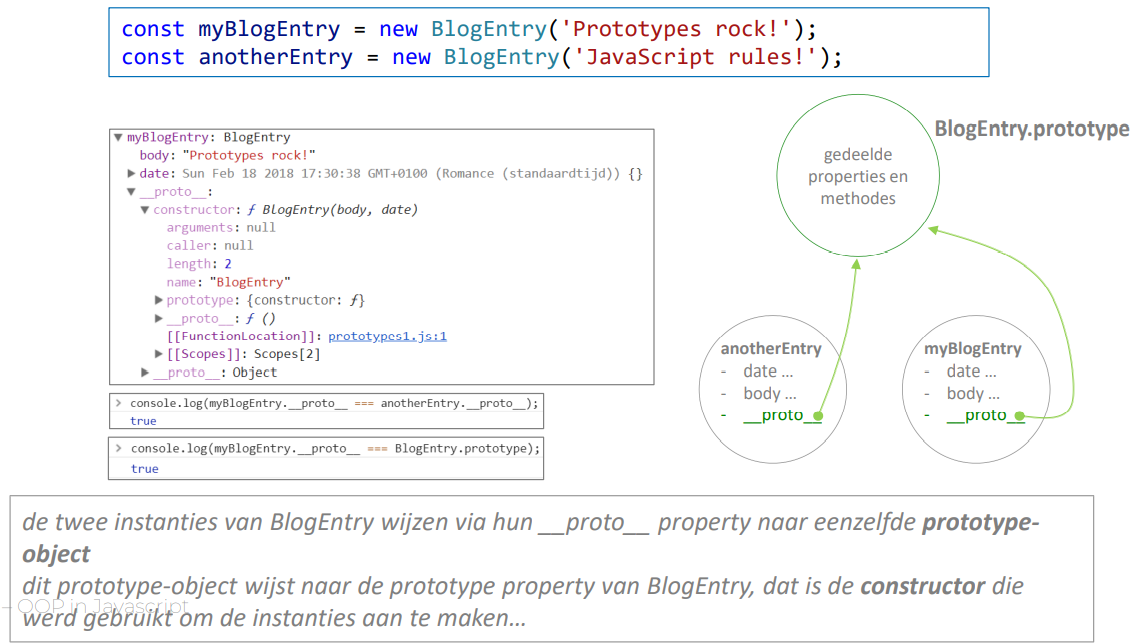 const myBlogEntry = new BlogEntry('Prototypes rock!');
const anotherEntry = new BlogEntry('JavaScript rules!');
▼ myBlogEntry: BlogEntry
body: "Prototypes rock!"
▶ date: Sun Feb 18 2018 17:30:38 GMT+0100 (Romance (standaardtijd)) {}
▼ __proto__:
▼ constructor: ƒ BlogEntry(body, date)
arguments: null
caller: null
length: 2
name: "BlogEntry"
▶ prototype: {constructor: ƒ}
▶ __proto__: ƒ ()
[[FunctionLocation]]: prototypes1.js:1
▶ [[Scopes]]: Scopes[2]
▶ __proto__: Object
> console.log(myBlogEntry.__proto__ === anotherEntry.__proto__);
true
> console.log(myBlogEntry.__proto__ === BlogEntry.prototype);
true
BlogEntry.prototype
gedeelde
properties en
methodes
anotherEntry
- date ...
- body ...
- __proto__
myBlogEntry
- date ...
- body ...
- __proto__
de twee instanties van BlogEntry wijzen via hun __proto__ property naar eenzelfde prototype-
object
dit prototype-object wijst naar de prototype property van BlogEntry, dat is de constructor die
werd gebruikt om de instanties aan te maken...
– OOP in Javascript